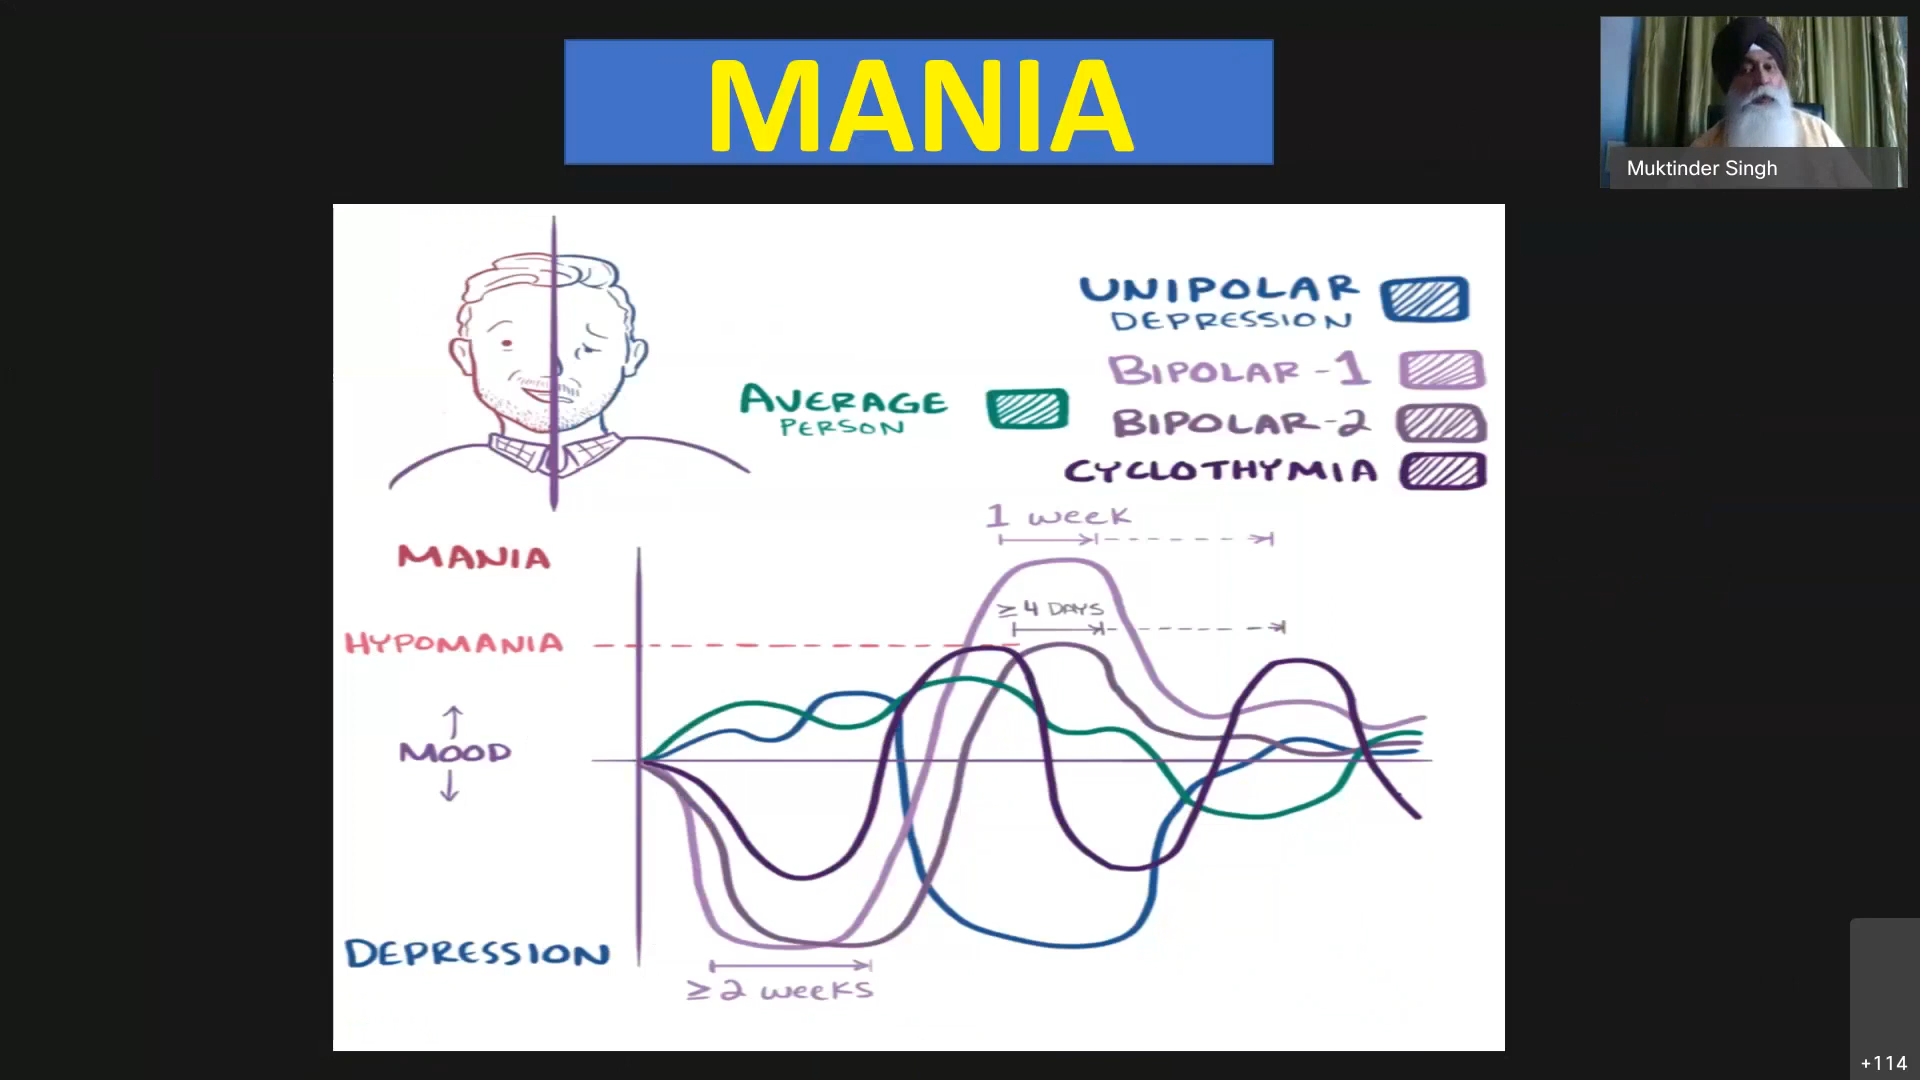 MANIA
Muktinder Singh
UNIPOLAR
DEPRESSION
BIPOLAR -1
AVERAGE
PERSON
BIPOLAR-2
CYCLOTHYMIA
1 WEEK
MANIA
≥ 4 DAYS
HYPOMANIA
MOOD
DEPRESSION
≥ 2 WEEKS
+114